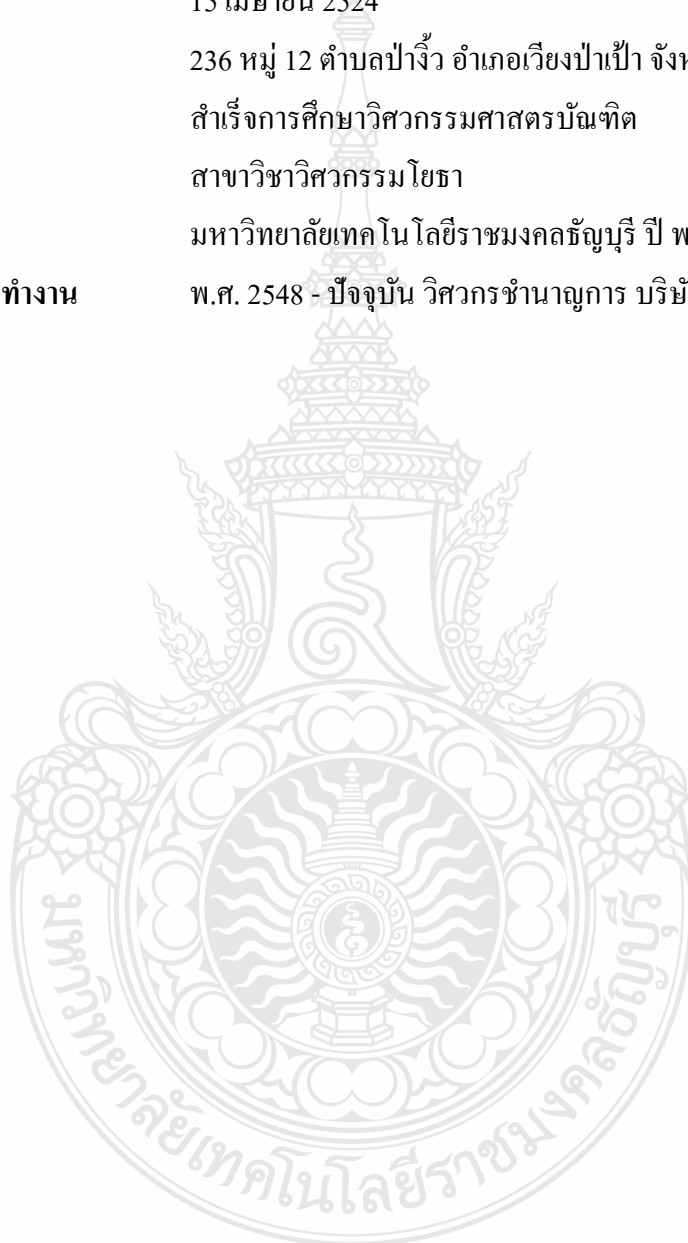 15 เมษายน 2524
236 หมู่ 12 ตำบลป่างิ้ว อำเภอเวียงป่าเป้า
สำเร็จการศึกษาวิศวกรรมศาสตรบัณฑิต
สาขาวิชาวิศวกรรมโยธา
มหาวิทยาลัยเทคโนโลยีราชมงคลธัญบุรี ปี
ทำงาน พ.ศ. 2548 - ปัจจุบัน วิศวกรชำนาญการ
มหาวิทยาลัยเทคโนโลยีราชมงคลธัญบุรี